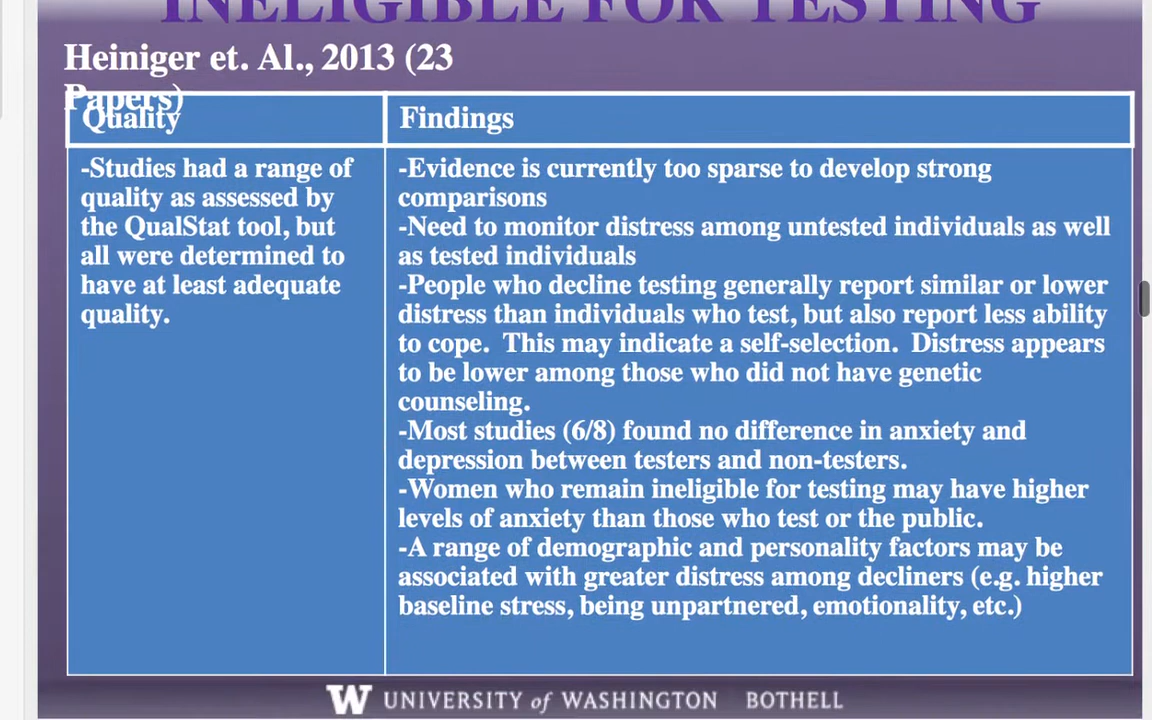 INELIGIBLE FOR TESTING
Heiniger et. Al., 2013 (23
Papers)
Quality
Findings
-Studies had a range of
quality as assessed by
the QualStat tool, but
all were determined to
have at least adequate
quality.
-Evidence is currently too sparse to develop strong
comparisons
-Need to monitor distress among untested individuals as well
as tested individuals
-People who decline testing generally report similar or lower
distress than individuals who test, but also report less ability
to cope.  This may indicate a self-selection.  Distress appears
to be lower among those who did not have genetic
counseling.
-Most studies (6/8) found no difference in anxiety and
depression between testers and non-testers.
-Women who remain ineligible for testing may have higher
levels of anxiety than those who test or the public.
-A range of demographic and personality factors may be
associated with greater distress among decliners (e.g. higher
baseline stress, being unpartnered, emotionality, etc.)
W UNIVERSITY of WASHINGTON BOTHELL